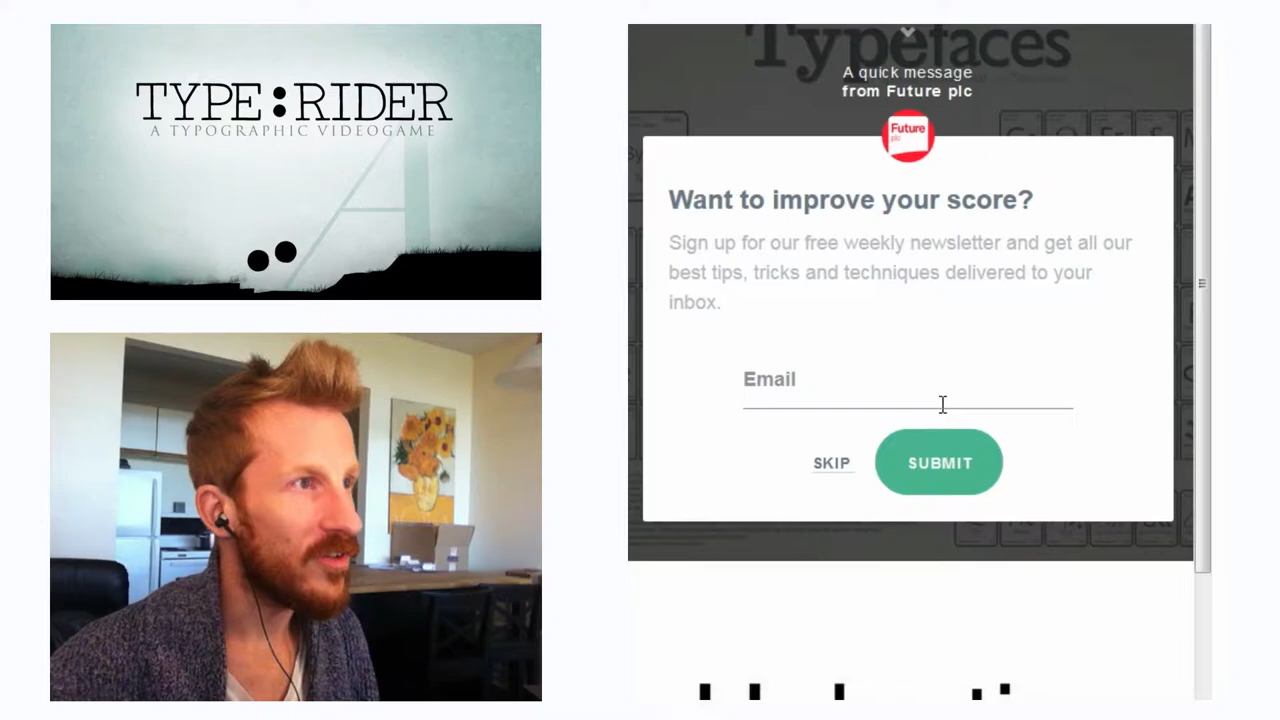 TYPE:RIDER
A TYPOGRAPHIC VIDEOGAME
Typefaces
A quick message
from Future plc
Future
plc
Want to improve your score?
Sign up for our free weekly newsletter and get all our
best tips, tricks and techniques delivered to your
inbox.
Email
SKIP
SUBMIT